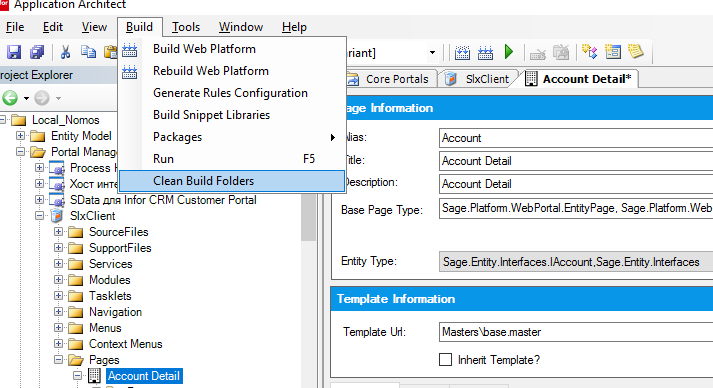 for Application Architect
File Edit View Build Tools Window Help
Build Web Platform
Rebuild Web Platform
Generate Rules Configuration
Build Snippet Libraries
Packages
Run F5
Clean Build Folders
riant]
roject Explorer
Local_Nomos
Entity Model
Portal Manage
Process H
Хост инте
SData для Infor CRM Customer Portal
SlxClient
SourceFiles
SupportFiles
Services
Modules
Tasklets
Navigation
Menus
Context Menus
Pages
Account Detail
Core Portals SlxClient Account Detail*
age Information
Alias: Account
Title: Account Detail
Description: Account Detail
Base Page Type: Sage.Platform.WebPortal.EntityPage, Sage.Platform.Web
Entity Type: Sage.Entity.Interfaces.IAccount,Sage.Entity.Interfaces
Template Information
Template Url: Masters\base.master
Inherit Template?